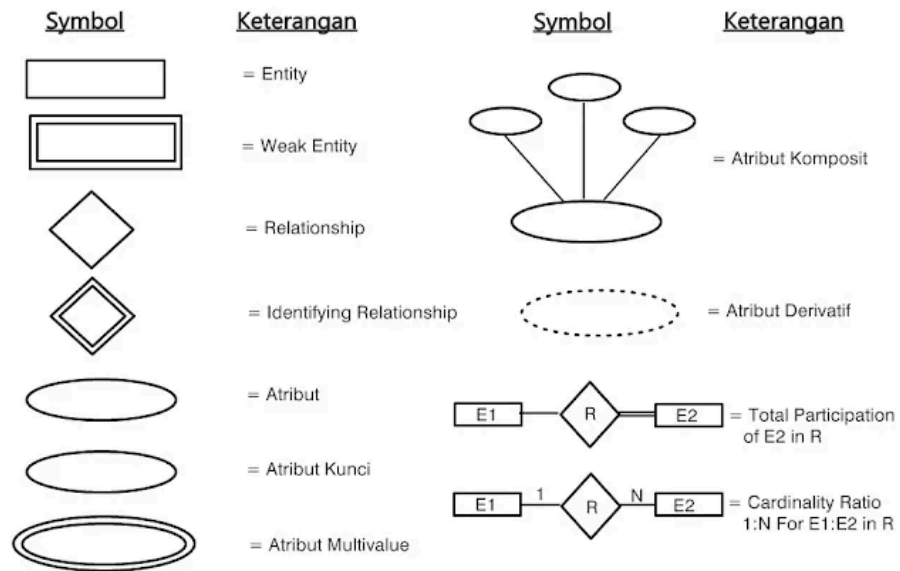 Symbol
Keterangan
= Entity
= Weak Entity
= Relationship
= Identifying Relationship
= Atribut
= Atribut Kunci
= Atribut Multivalue
Symbol
Keterangan
= Atribut Komposit
= Atribut Derivatif
E1
R
E2
= Total Participation
of E2 in R
E1
1
R
N
E2
= Cardinality Ratio
1:N For E1:E2 in R